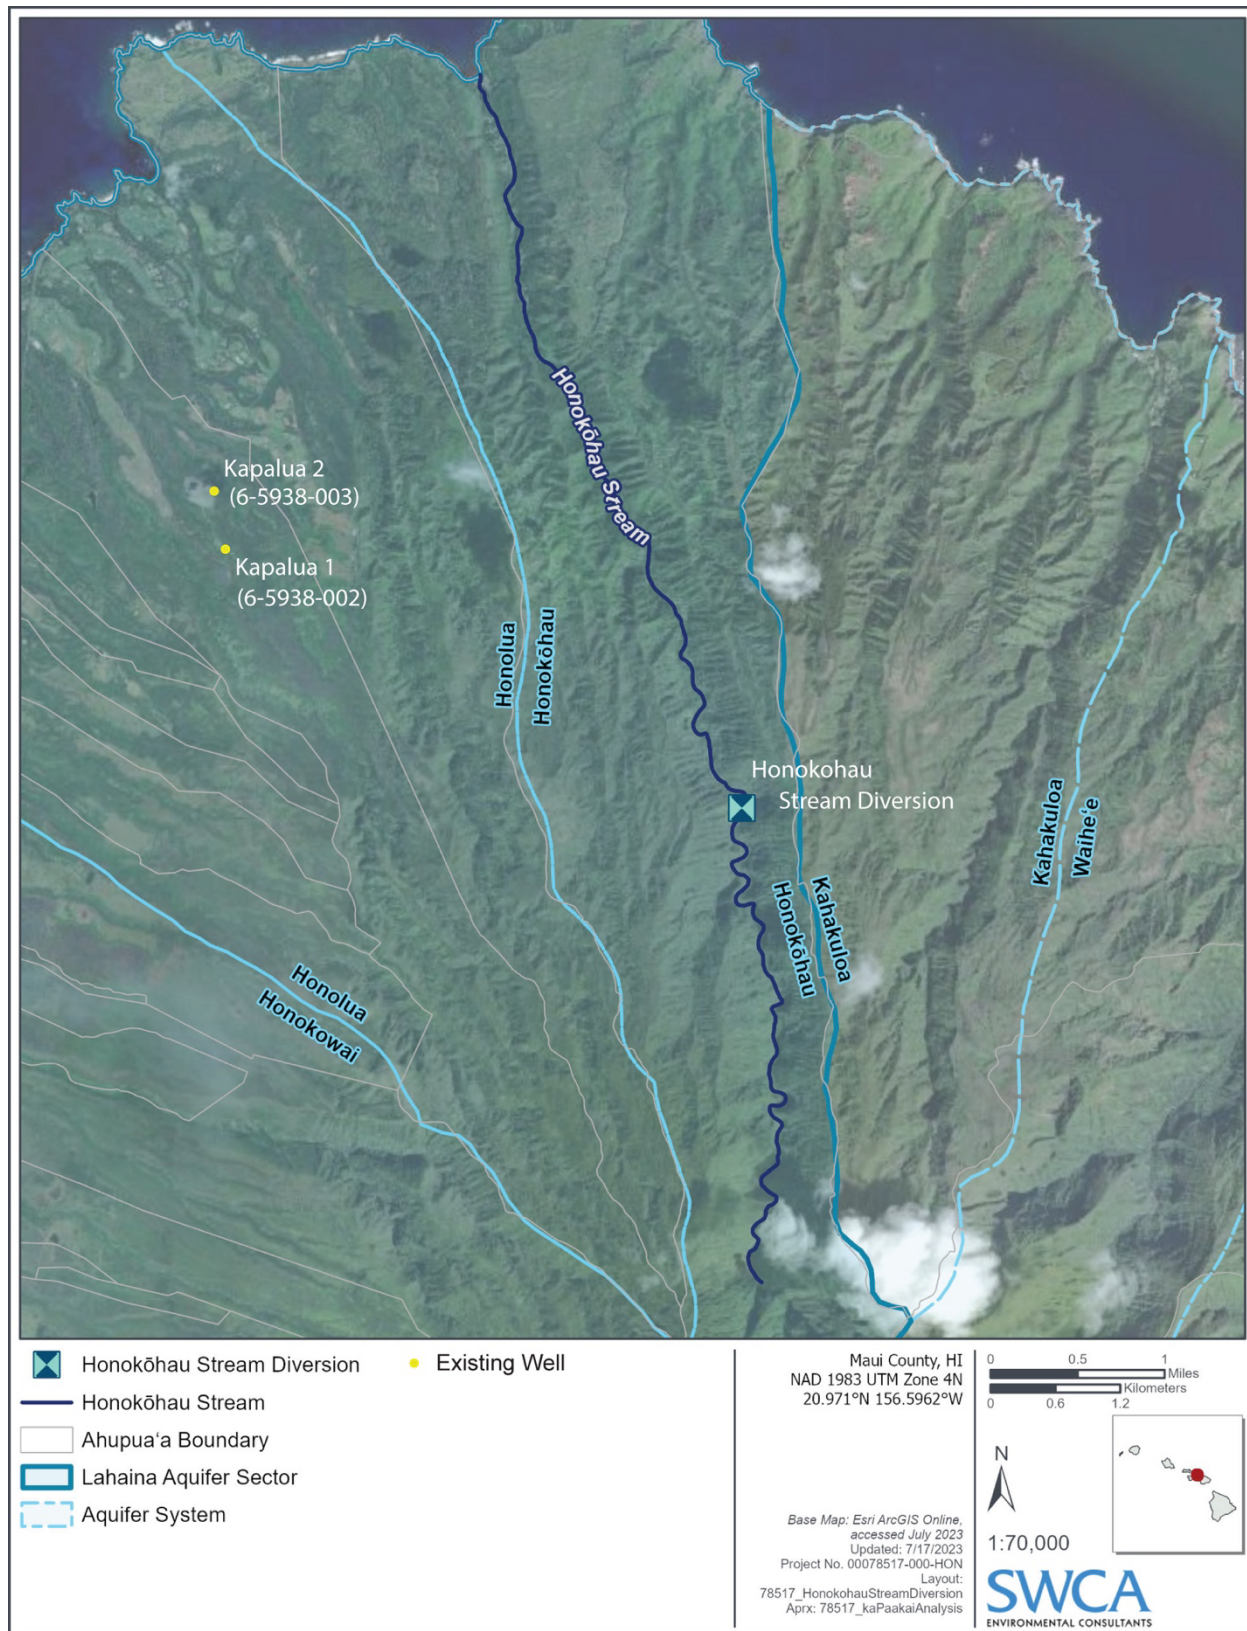 Kapalua 2
(6-5938-003)
Kapalua 1
(6-5938-002)
Honokōhau Stream
Honolua
Honokōhau
Honokohau
Stream Diversion
Kahakuloa
Honokōhau
Kahakuloa
Waiheʻe
Honolua
Honokowai
Honokōhau Stream Diversion
Existing Well
Honokōhau Stream
Ahupuaʻa Boundary
Lahaina Aquifer Sector
Aquifer System
Maui County, HI
NAD 1983 UTM Zone 4N
20.971°N 156.5962°W
Base Map: Esri ArcGIS Online,
accessed July 2023
Updated: 7/17/2023
Project No. 00078517-000-HON
Layout:
78517_HonokohauStreamDiversion
Aprx: 78517_kaPaakaiAnalysis
0 0.5 1
Miles
Kilometers
0 0.6 1.2
N
1:70,000
SWCA
ENVIRONMENTAL CONSULTANTS